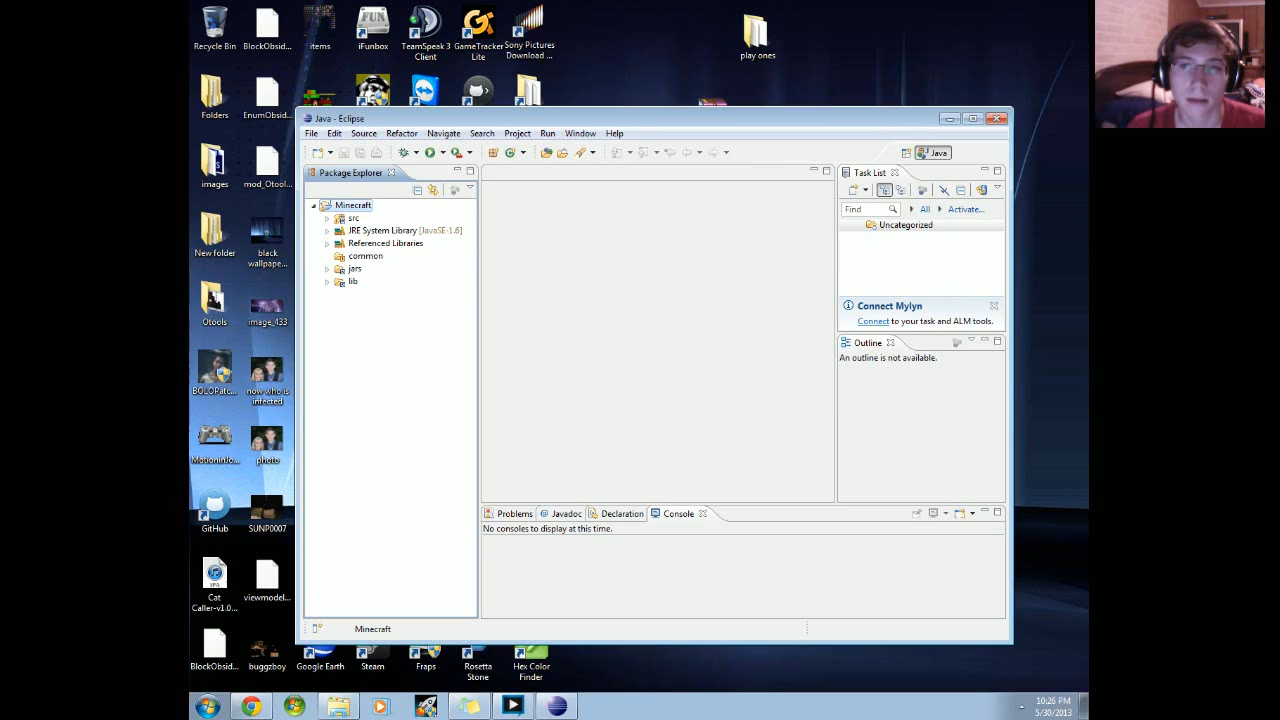 Recycle Bin
BlockObsid...
items
iFunbox
TeamSpeak 3
Client
GameTracker
Lite
Sony Pictures
Download ...
play ones
Folders
EnumObsid...
images
mod_Otool...
New folder
black
wallpape...
Otools
image_433
BOLOPatc...
now who is
infected
MotioninJo...
photo
GitHub
SUNP0007
Cat
Caller-v1.0...
viewmodel...
BlockObsid...
buggzboy
Google Earth
Steam
Fraps
Rosetta
Stone
Hex Color
Finder
Java - Eclipse
File Edit Source Refactor Navigate Search Project Run Window Help
Java
Package Explorer
Minecraft
src
JRE System Library [JavaSE-1.6]
Referenced Libraries
common
jars
lib
Task List
Find
All
Activate...
Uncategorized
Connect Mylyn
Connect to your task and ALM tools.
Outline
An outline is not available.
Problems
@ Javadoc
Declaration
Console
No consoles to display at this time.
Minecraft
10:26 PM
5/30/2013